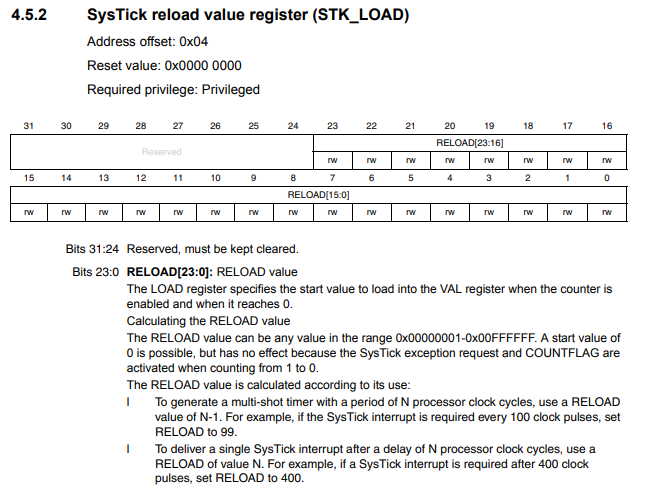 4.5.2 SysTick reload value register (STK_LOAD)
Address offset: 0x04
Reset value: 0x0000 0000
Required privilege: Privileged
31 30 29 28 27 26 25 24 23 22 21 20 19 18 17 16
Reserved RELOAD[23:16]
rw rw rw rw rw rw rw rw
15 14 13 12 11 10 9 8 7 6 5 4 3 2 1 0
RELOAD[15:0]
rw rw rw rw rw rw rw rw rw rw rw rw rw rw rw rw
Bits 31:24 Reserved, must be kept cleared.
Bits 23:0 RELOAD[23:0]: RELOAD value
The LOAD register specifies the start value to load into the VAL register when the counter is
enabled and when it reaches 0.
Calculating the RELOAD value
The RELOAD value can be any value in the range 0x00000001-0x00FFFFFF. A start value of
0 is possible, but has no effect because the SysTick exception request and COUNTFLAG are
activated when counting from 1 to 0.
The RELOAD value is calculated according to its use:
l To generate a multi-shot timer with a period of N processor clock cycles, use a RELOAD
value of N-1. For example, if the SysTick interrupt is required every 100 clock pulses, set
RELOAD to 99.
l To deliver a single SysTick interrupt after a delay of N processor clock cycles, use a
RELOAD of value N. For example, if a SysTick interrupt is required after 400 clock
pulses, set RELOAD to 400.